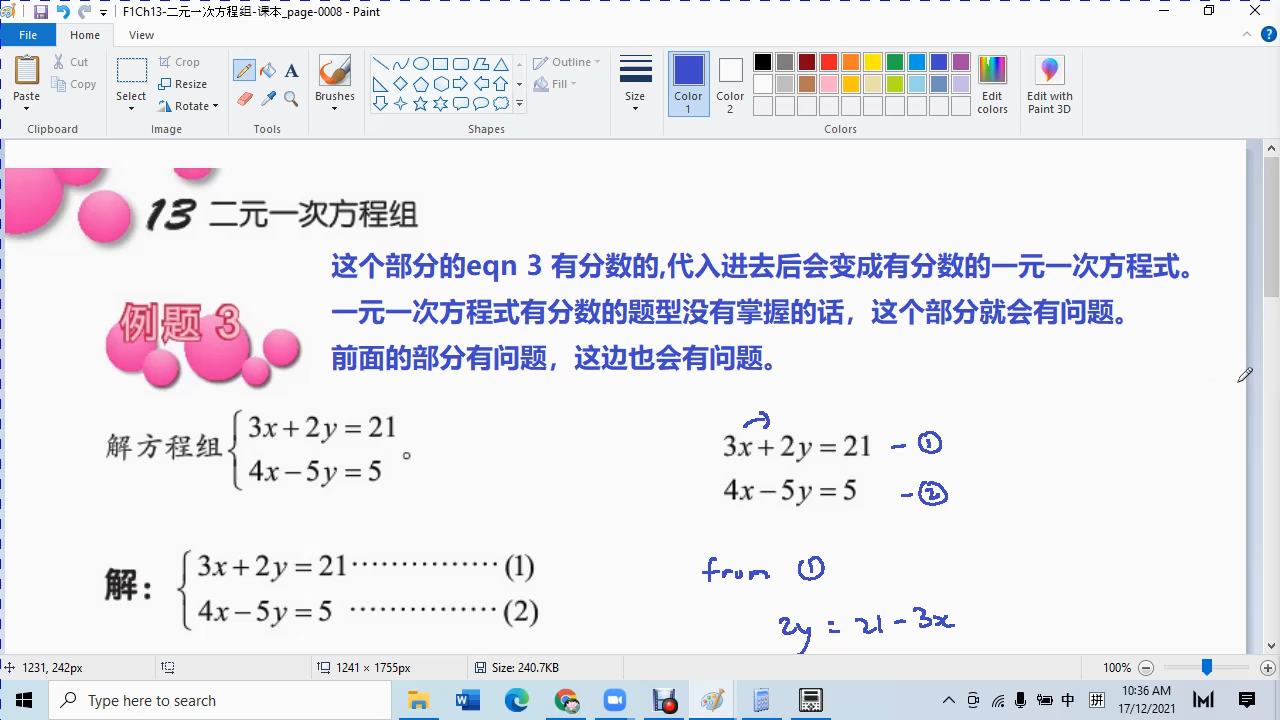 F1Ch13-二元一次方程组-课本_page-0008 - Paint
File Home View
Paste Cut Copy Clipboard
Select Crop Resize Rotate Image
Tools
Brushes
Outline Fill Shapes
Size
Color 1 Color 2 Edit colors Colors
Edit with Paint 3D
13 二元一次方程组
这个部分的eqn 3 有分数的,代入进去后会变成有分数的一元一次方程式。
例题 3
一元一次方程式有分数的题型没有掌握的话，这个部分就会有问题。
前面的部分有问题，这边也会有问题。
解方程组 { 3x + 2y = 21
4x − 5y = 5 。
3x + 2y = 21 – ①
4x − 5y = 5 – ②
解： { 3x + 2y = 21 ··············· (1)
4x − 5y = 5 ··············· (2)
from ①
2y = 21 - 3x
1231, 242px 1241 × 1755px Size: 240.7KB 100%
Type here to search
中 拼 10:36 AM
17/12/2021